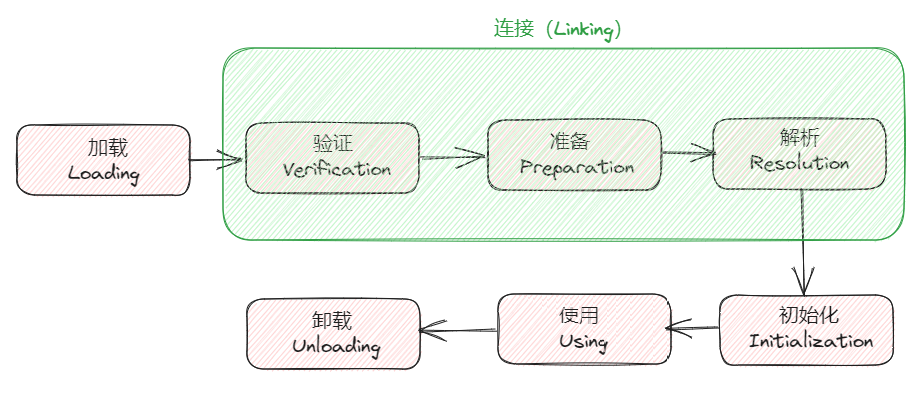 连接（Linking）
加载
Loading
验证
Verification
准备
Preparation
解析
Resolution
初始化
Initialization
使用
Using
卸载
Unloading